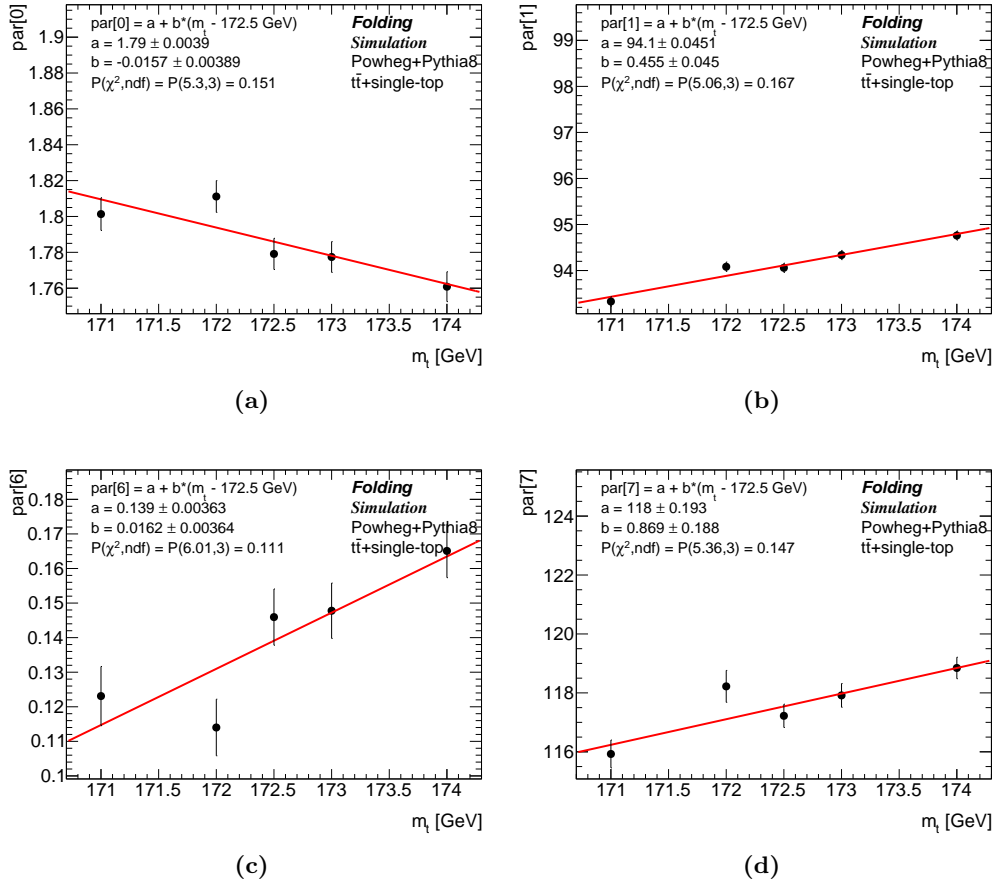 par[0]
par[0] = a + b*(m_t - 172.5 GeV)
a = 1.79 ± 0.0039
b = -0.0157 ± 0.00389
P(χ²,ndf) = P(5.3,3) = 0.151
Folding
Simulation
Powheg+Pythia8
tt̄+single-top
1.9
1.88
1.86
1.84
1.82
1.8
1.78
1.76
171 171.5 172 172.5 173 173.5 174
m_t [GeV]
(a)
par[1]
par[1] = a + b*(m_t - 172.5 GeV)
a = 94.1 ± 0.0451
b = 0.455 ± 0.045
P(χ²,ndf) = P(5.06,3) = 0.167
Folding
Simulation
Powheg+Pythia8
tt̄+single-top
99
98
97
96
95
94
171 171.5 172 172.5 173 173.5 174
m_t [GeV]
(b)
par[6]
par[6] = a + b*(m_t - 172.5 GeV)
a = 0.139 ± 0.00363
b = 0.0162 ± 0.00364
P(χ²,ndf) = P(6.01,3) = 0.111
Folding
Simulation
Powheg+Pythia8
tt̄+single-top
0.18
0.17
0.16
0.15
0.14
0.13
0.12
0.11
0.1
171 171.5 172 172.5 173 173.5 174
m_t [GeV]
(c)
par[7]
par[7] = a + b*(m_t - 172.5 GeV)
a = 118 ± 0.193
b = 0.869 ± 0.188
P(χ²,ndf) = P(5.36,3) = 0.147
Folding
Simulation
Powheg+Pythia8
tt̄+single-top
124
122
120
118
116
171 171.5 172 172.5 173 173.5 174
m_t [GeV]
(d)